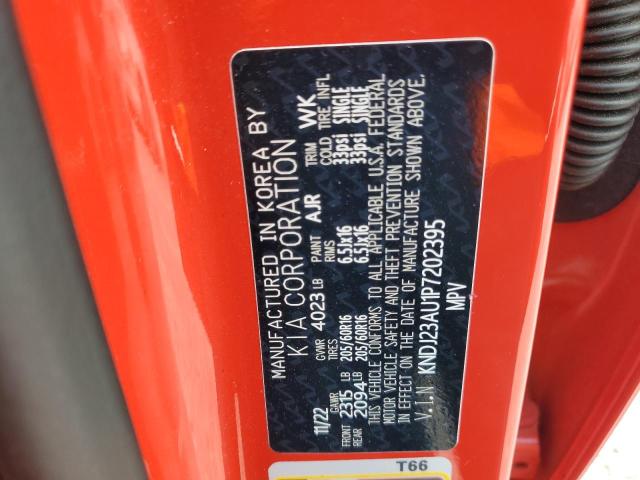 MANUFACTURED IN KOREA BY
KIA CORPORATION
11/22 GVWR 4023 LB PAINT AJR TRIM WK
GAWR TIRES RIMS COLD TIRE INFL
FRONT 2315 LB 205/60R16 6.5Jx16 33psi SINGLE
REAR 2094 LB 205/60R16 6.5Jx16 33psi SINGLE
THIS VEHICLE CONFORMS TO ALL APPLICABLE U.S.A. FEDERAL
MOTOR VEHICLE SAFETY AND THEFT PREVENTION STANDARDS
IN EFFECT ON THE DATE OF MANUFACTURE SHOWN ABOVE.
V.I.N. KNDJ23AU1P7202395
MPV
T66